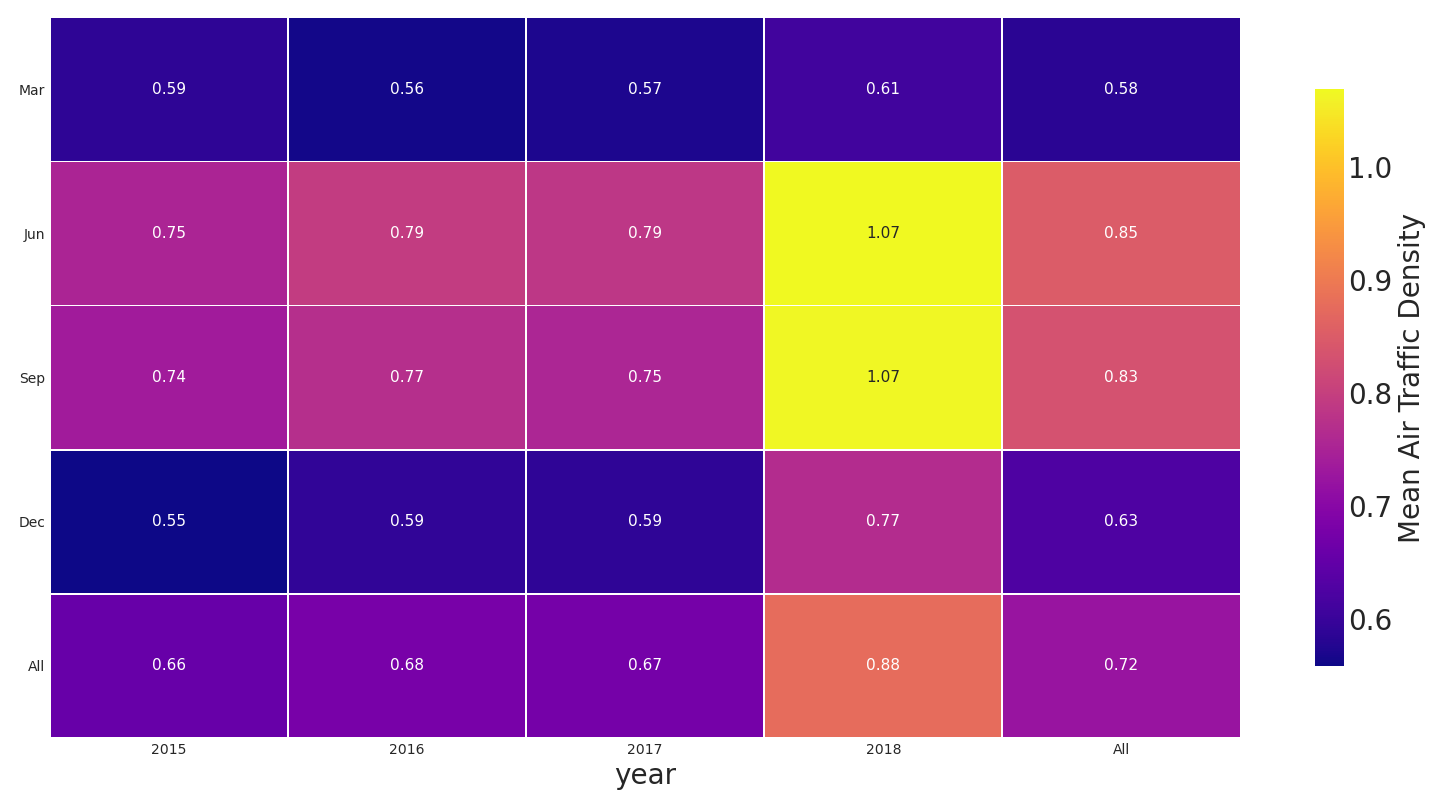 Mar 0.59 0.56 0.57 0.61 0.58
Jun 0.75 0.79 0.79 1.07 0.85
Sep 0.74 0.77 0.75 1.07 0.83
Dec 0.55 0.59 0.59 0.77 0.63
All 0.66 0.68 0.67 0.88 0.72
2015 2016 2017 2018 All
year
1.0
0.9
0.8
0.7
0.6
Mean Air Traffic Density